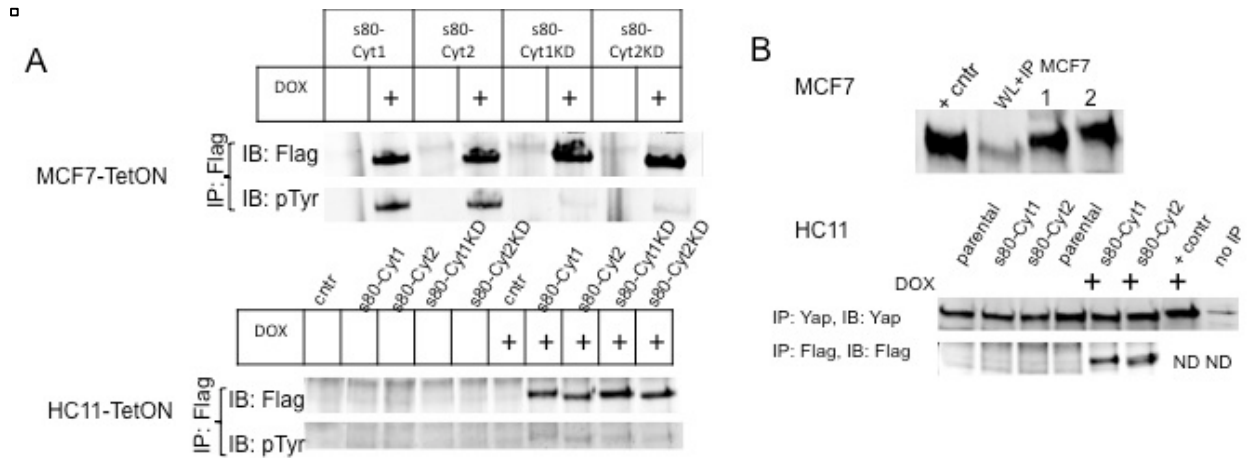 A
s80-Cyt1 s80-Cyt2 s80-Cyt1KD s80-Cyt2KD
DOX + + + +
MCF7-TetON
IP: Flag
IB: Flag
IB: pTyr
cntr s80-Cyt1 s80-Cyt2 s80-Cyt1KD s80-Cyt2KD cntr s80-Cyt1 s80-Cyt2 s80-Cyt1KD s80-Cyt2KD
DOX + + + + +
HC11-TetON
IP: Flag
IB: Flag
IB: pTyr
B
MCF7
+ cntr WL+IP MCF7
1 2
HC11
parental s80-Cyt1 s80-Cyt2 parental s80-Cyt1 s80-Cyt2 + contr no IP
DOX + + +
IP: Yap, IB: Yap
IP: Flag, IB: Flag
ND ND